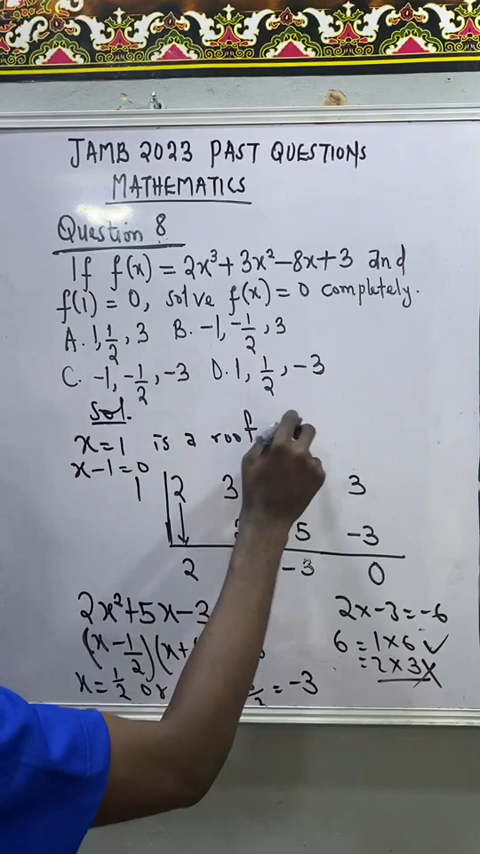 JAMB 2023 PAST QUESTIONS
MATHEMATICS
Question 8
If f(x) = 2x³+3x²-8x+3 and
f(1) = 0, solve f(x)=0 completely.
A. 1, 1/2, 3 B. -1, -1/2, 3
C. -1, -1/2, -3 D. 1, 1/2, -3
Sol.
x=1 is a root
x-1=0
1 2 3 3
5 -3
2 -3 0
2x²+5x-3 2x-3=-6
(x-1/2)(x+ 6 = 1x6 ✓
x=1/2 or = -3 = 2x3 x